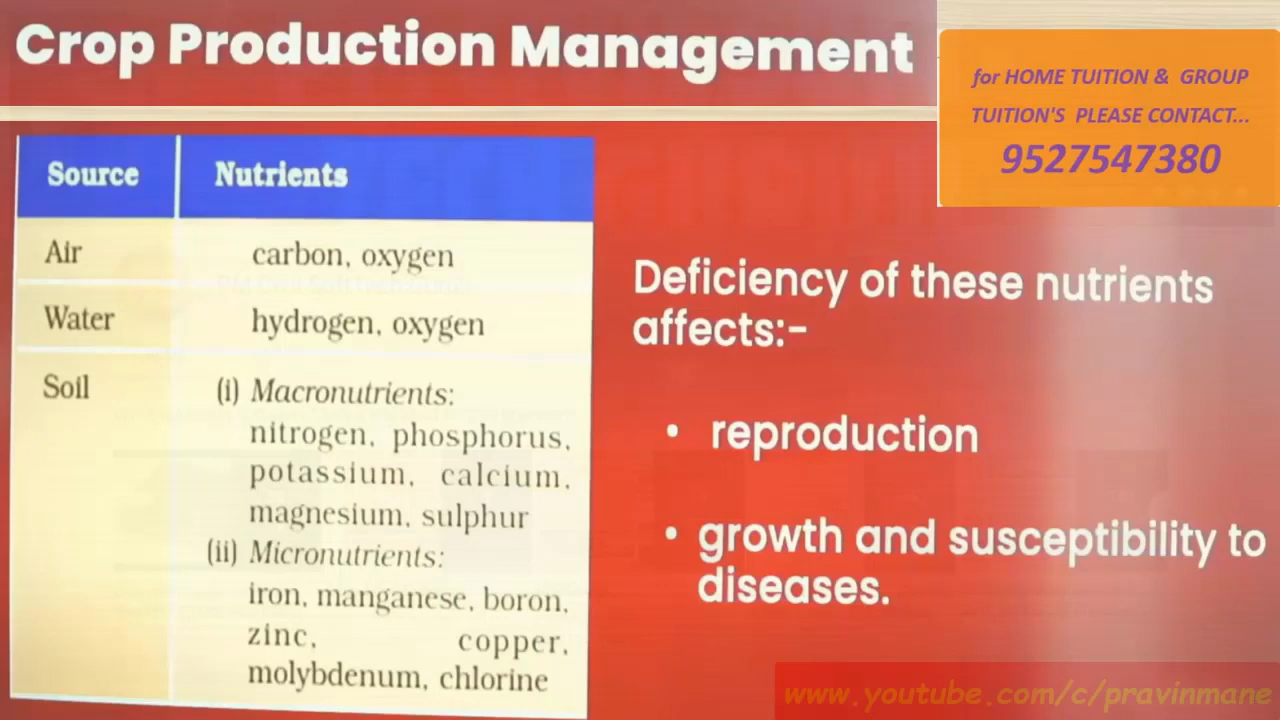 Crop Production Management
for HOME TUITION & GROUP
TUITION'S PLEASE CONTACT...
9527547380
Source Nutrients
Air carbon, oxygen
Water hydrogen, oxygen
Soil (i) Macronutrients:
nitrogen, phosphorus,
potassium, calcium,
magnesium, sulphur
(ii) Micronutrients:
iron, manganese, boron,
zinc, copper,
molybdenum, chlorine
Deficiency of these nutrients
affects:-
• reproduction
• growth and susceptibility to
diseases.
www.youtube.com/c/pravinmane